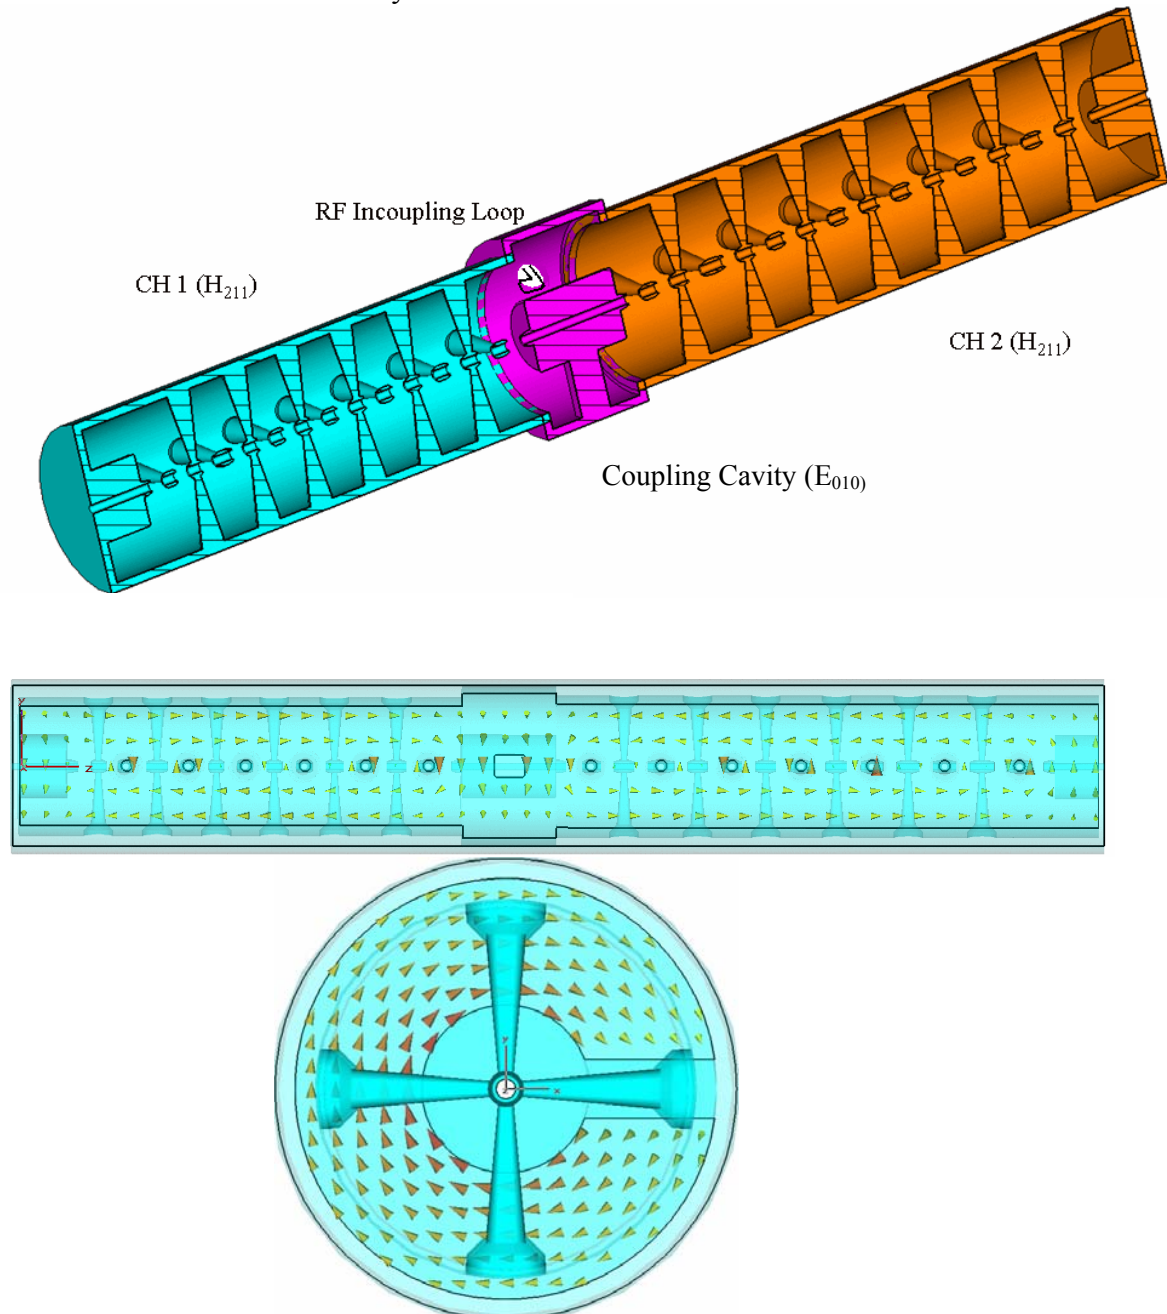 RF Incoupling Loop
CH 1 (H₂₁₁)
CH 2 (H₂₁₁)
Coupling Cavity (E₀₁₀)
y
x
z
y
x